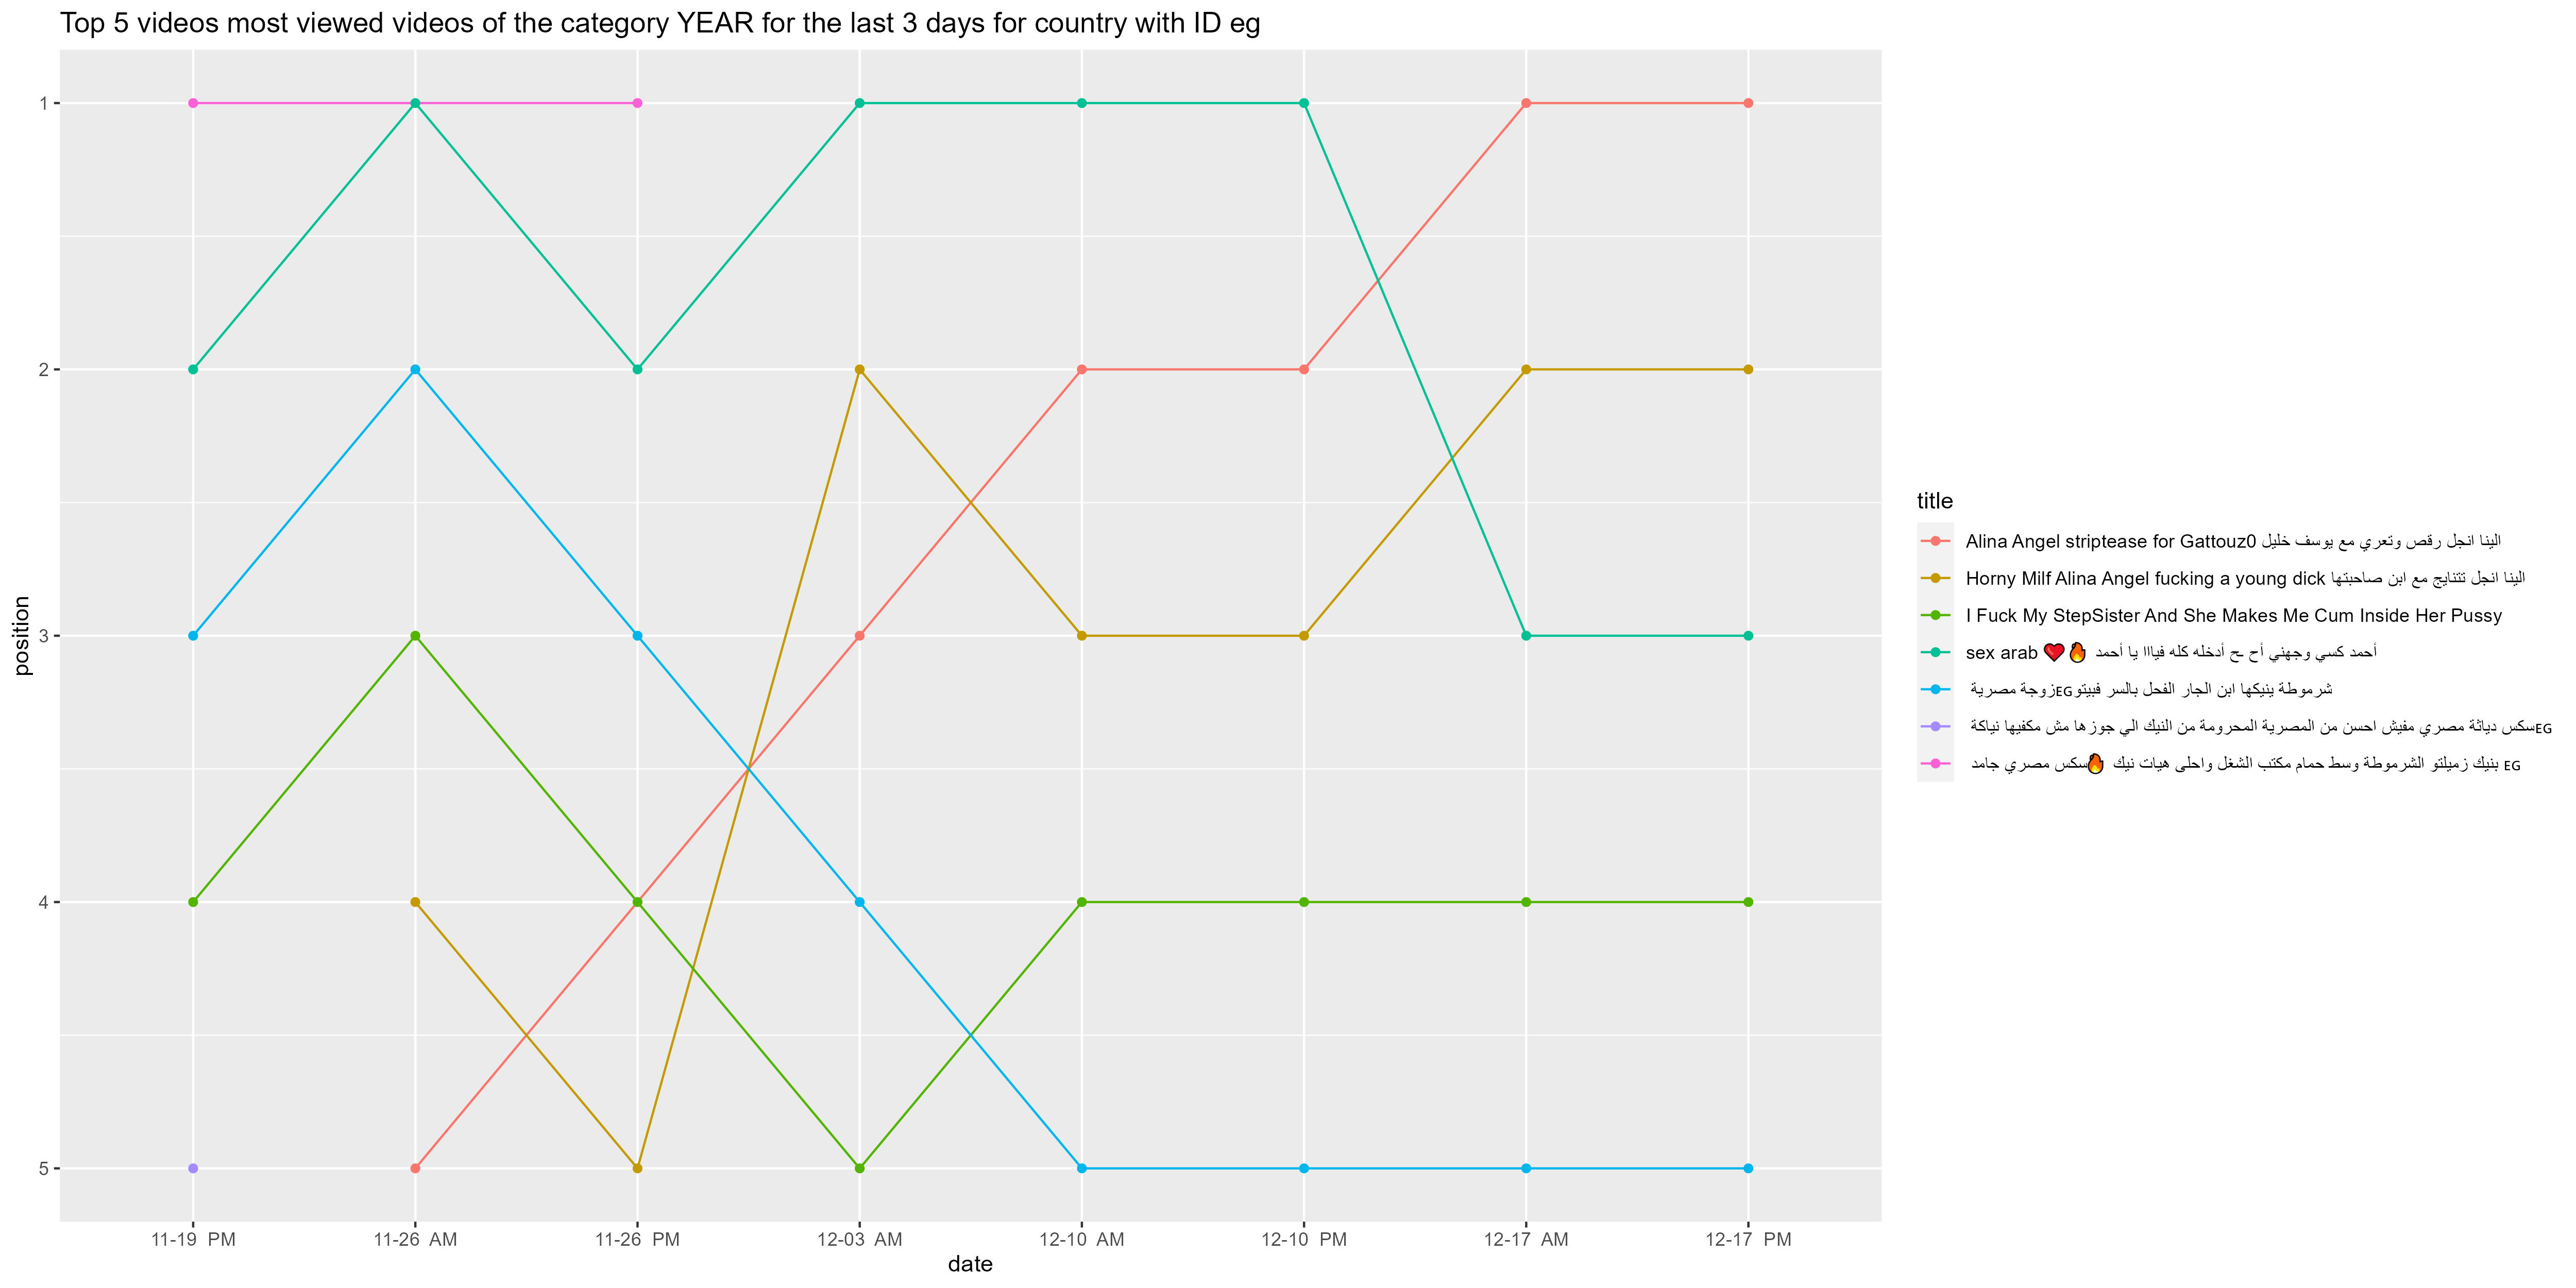 Top 5 videos most viewed videos of the category YEAR for the last 3 days for country with ID eg
position
1
2
3
4
5
11-19 PM
11-26 AM
11-26 PM
12-03 AM
12-10 AM
12-10 PM
12-17 AM
12-17 PM
date
title
Alina Angel striptease for Gattouz0 الينا انجل رقص وتعري مع يوسف خليل
Horny Milf Alina Angel fucking a young dick الينا انجل تتنايج مع ابن صاحبتها
I Fuck My StepSister And She Makes Me Cum Inside Her Pussy
sex arab ❤️🔥 أحمد كسي وجهني أح ـح أدخله كله فيااا يا أحمد
زوجة مصرية🇪🇬شرموطة ينيكها ابن الجار الفحل بالسر فبيتو
🇪🇬سكس دياثة مصري مفيش احسن من المصرية المحرومة من النيك الي جوزها مش مكفيها نياكة
سكس مصري جامد🔥 بنيك زميلتو الشرموطة وسط حمام مكتب الشغل واحلى هيات نيك 🇪🇬